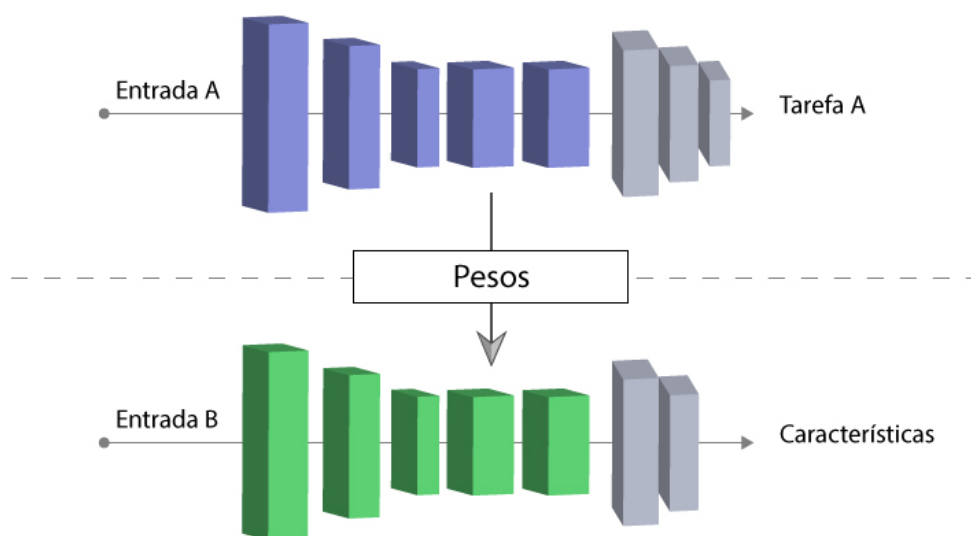 Entrada A
Tarefa A
Pesos
Entrada B
Características